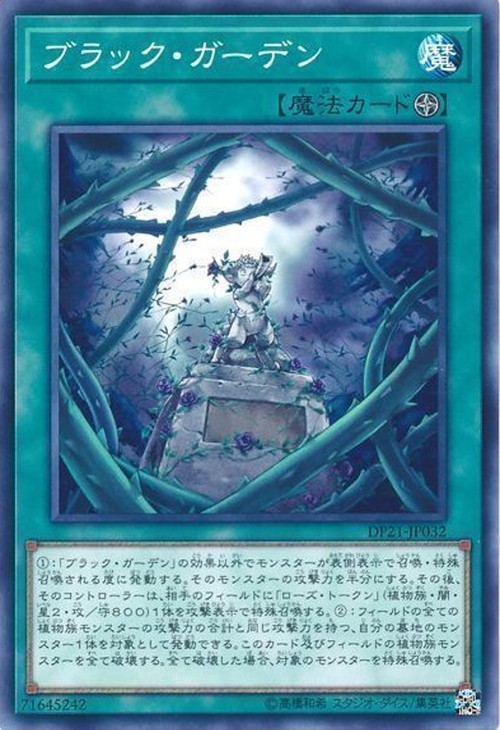 ブラック・ガーデン
魔
【魔法カード】
DP21-JP032
①:「ブラック・ガーデン」の効果以外でモンスターが表側表示で召喚・特殊
召喚される度に発動する。そのモンスターの攻撃力を半分にする。その後、
そのコントローラーは、相手のフィールドに「ローズ・トークン」(植物族・闇・
星2・攻/守800)1体を攻撃表示で特殊召喚する。②:フィールドの全ての
植物族モンスターの攻撃力の合計と同じ攻撃力を持つ、自分の墓地のモン
スター1体を対象として発動できる。このカード及びフィールドの植物族モン
スターを全て破壊する。全て破壊した場合、対象のモンスターを特殊召喚する。
71645242
©高橋和希 スタジオ・ダイス/集英社